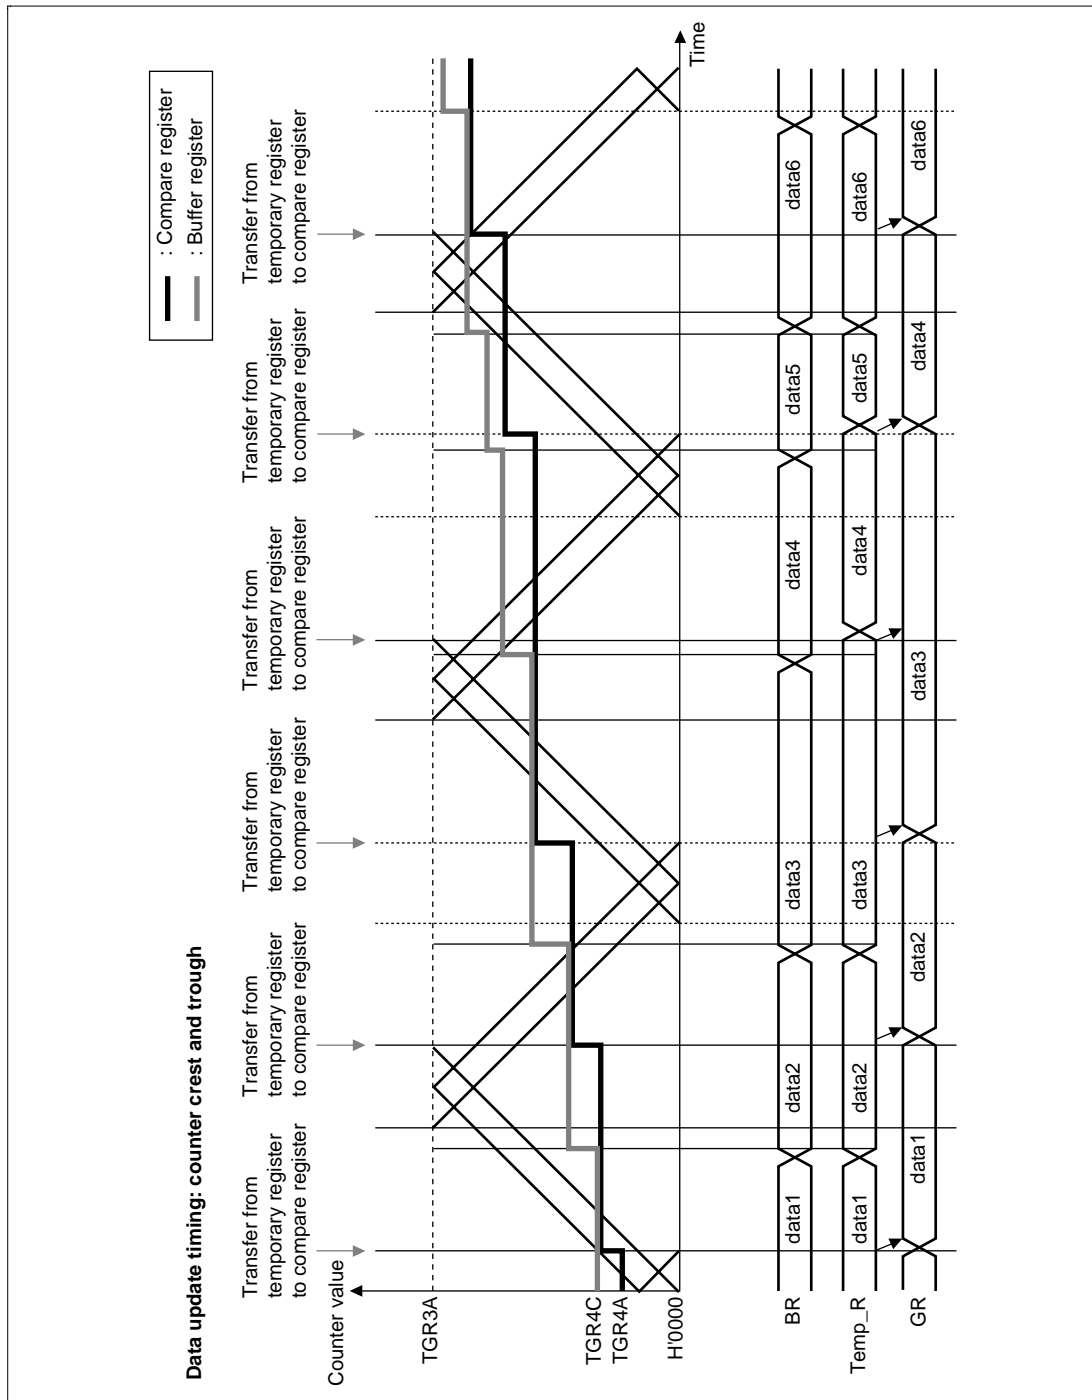 Data update timing: counter crest and trough
: Compare register
: Buffer register
Transfer from
temporary register
to compare register
Transfer from
temporary register
to compare register
Transfer from
temporary register
to compare register
Transfer from
temporary register
to compare register
Transfer from
temporary register
to compare register
Transfer from
temporary register
to compare register
Counter value
TGR3A
TGR4C
TGR4A
H'0000
Time
BR
data1
data2
data3
data4
data5
data6
Temp_R
data1
data2
data3
data4
data5
data6
GR
data1
data2
data3
data4
data6